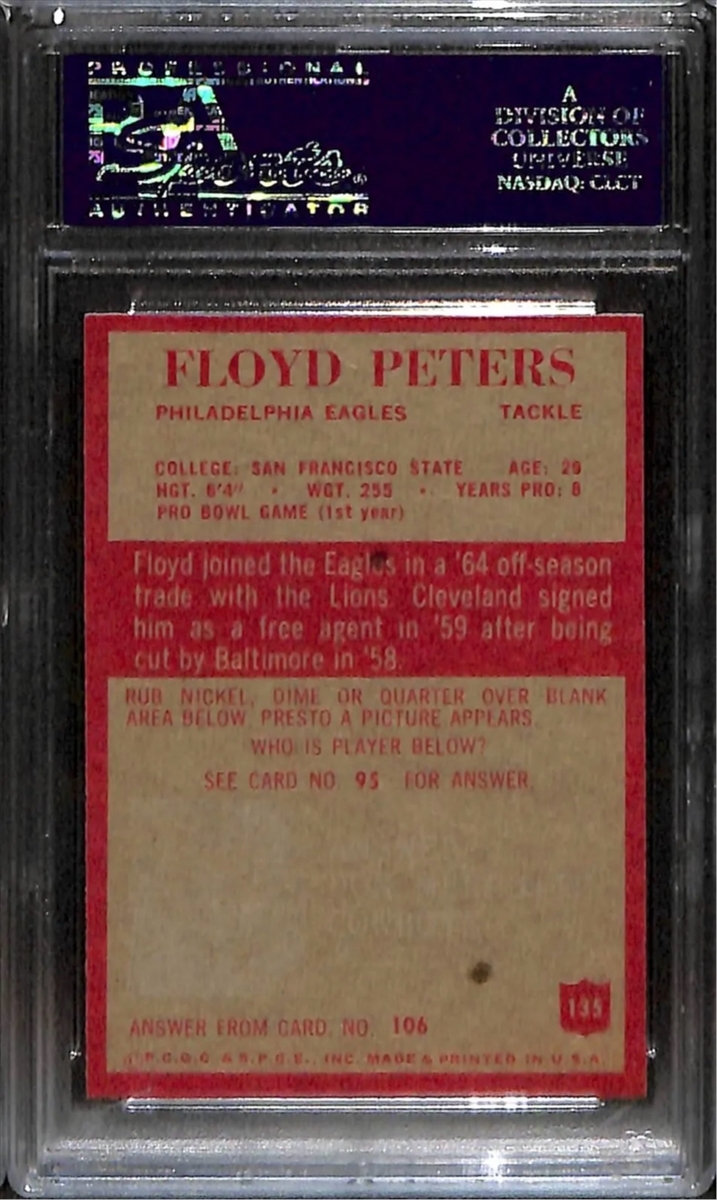 PROFESSIONAL
PSA
Sports
AUTHENTICATOR
A
DIVISION OF
COLLECTORS
UNIVERSE
NASDAQ: CLCT
FLOYD PETERS
PHILADELPHIA EAGLES TACKLE
COLLEGE: SAN FRANCISCO STATE AGE: 29
HGT. 6'4" • WGT. 255 • YEARS PRO: 8
PRO BOWL GAME (1st year)
Floyd joined the Eagles in a '64 off-season
trade with the Lions. Cleveland signed
him as a free agent in '59 after being
cut by Baltimore in '58.
RUB NICKEL, DIME OR QUARTER OVER BLANK
AREA BELOW. PRESTO A PICTURE APPEARS.
WHO IS PLAYER BELOW?
SEE CARD NO. 95 FOR ANSWER.
COWBOYS
135
ANSWER FROM CARD. NO. 106
© P.C.G.C. & S.P.C.E., INC. MADE & PRINTED IN U.S.A.